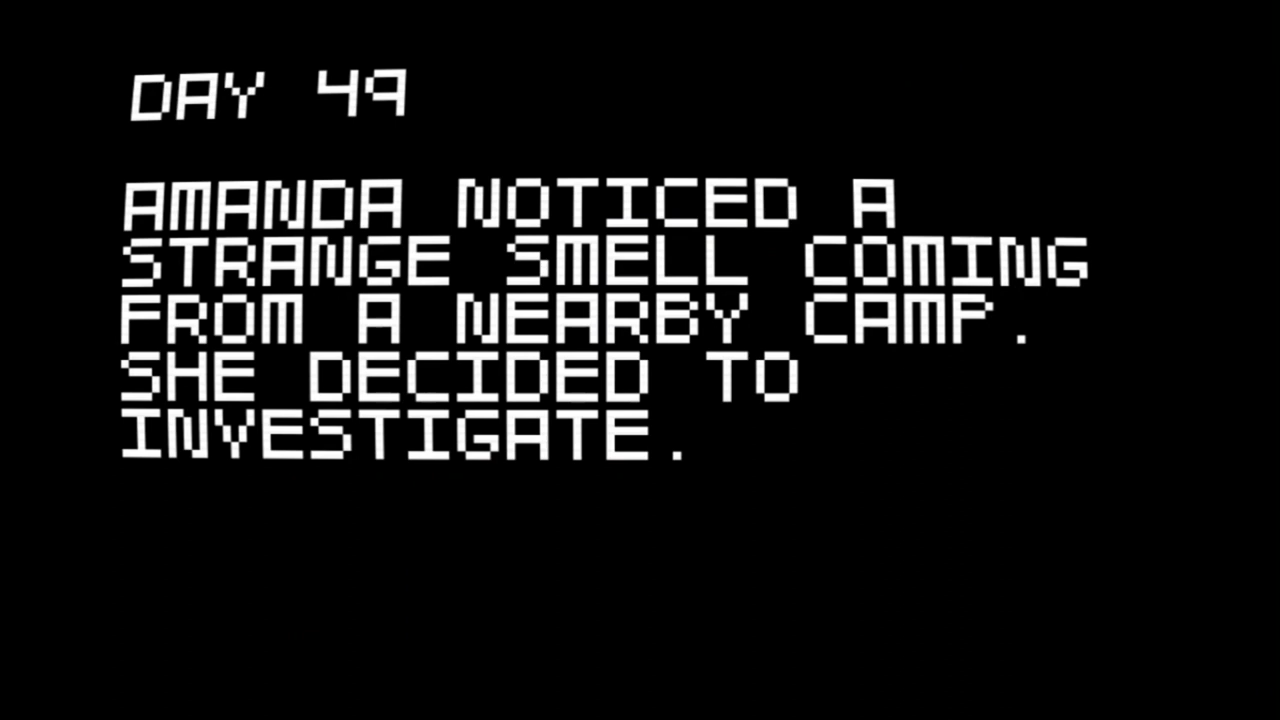 DAY 49
AMANDA NOTICED A
STRANGE SMELL COMING
FROM A NEARBY CAMP.
SHE DECIDED TO
INVESTIGATE.